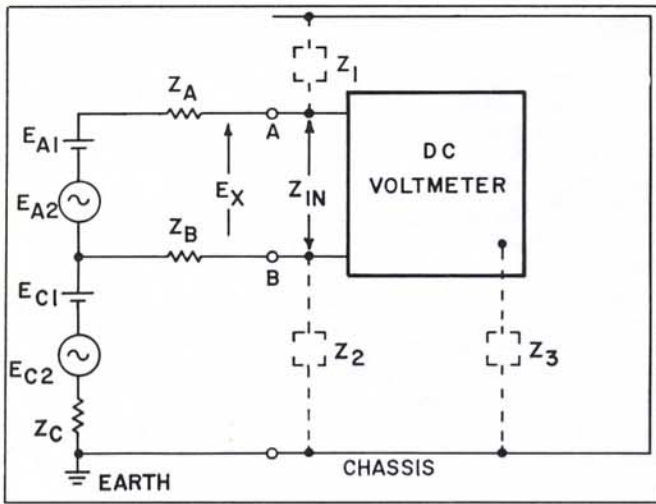 Z1
ZA
A
EA1
DC
VOLTMETER
EX
ZIN
EA2
ZB
B
EC1
Z2
Z3
EC2
ZC
CHASSIS
EARTH